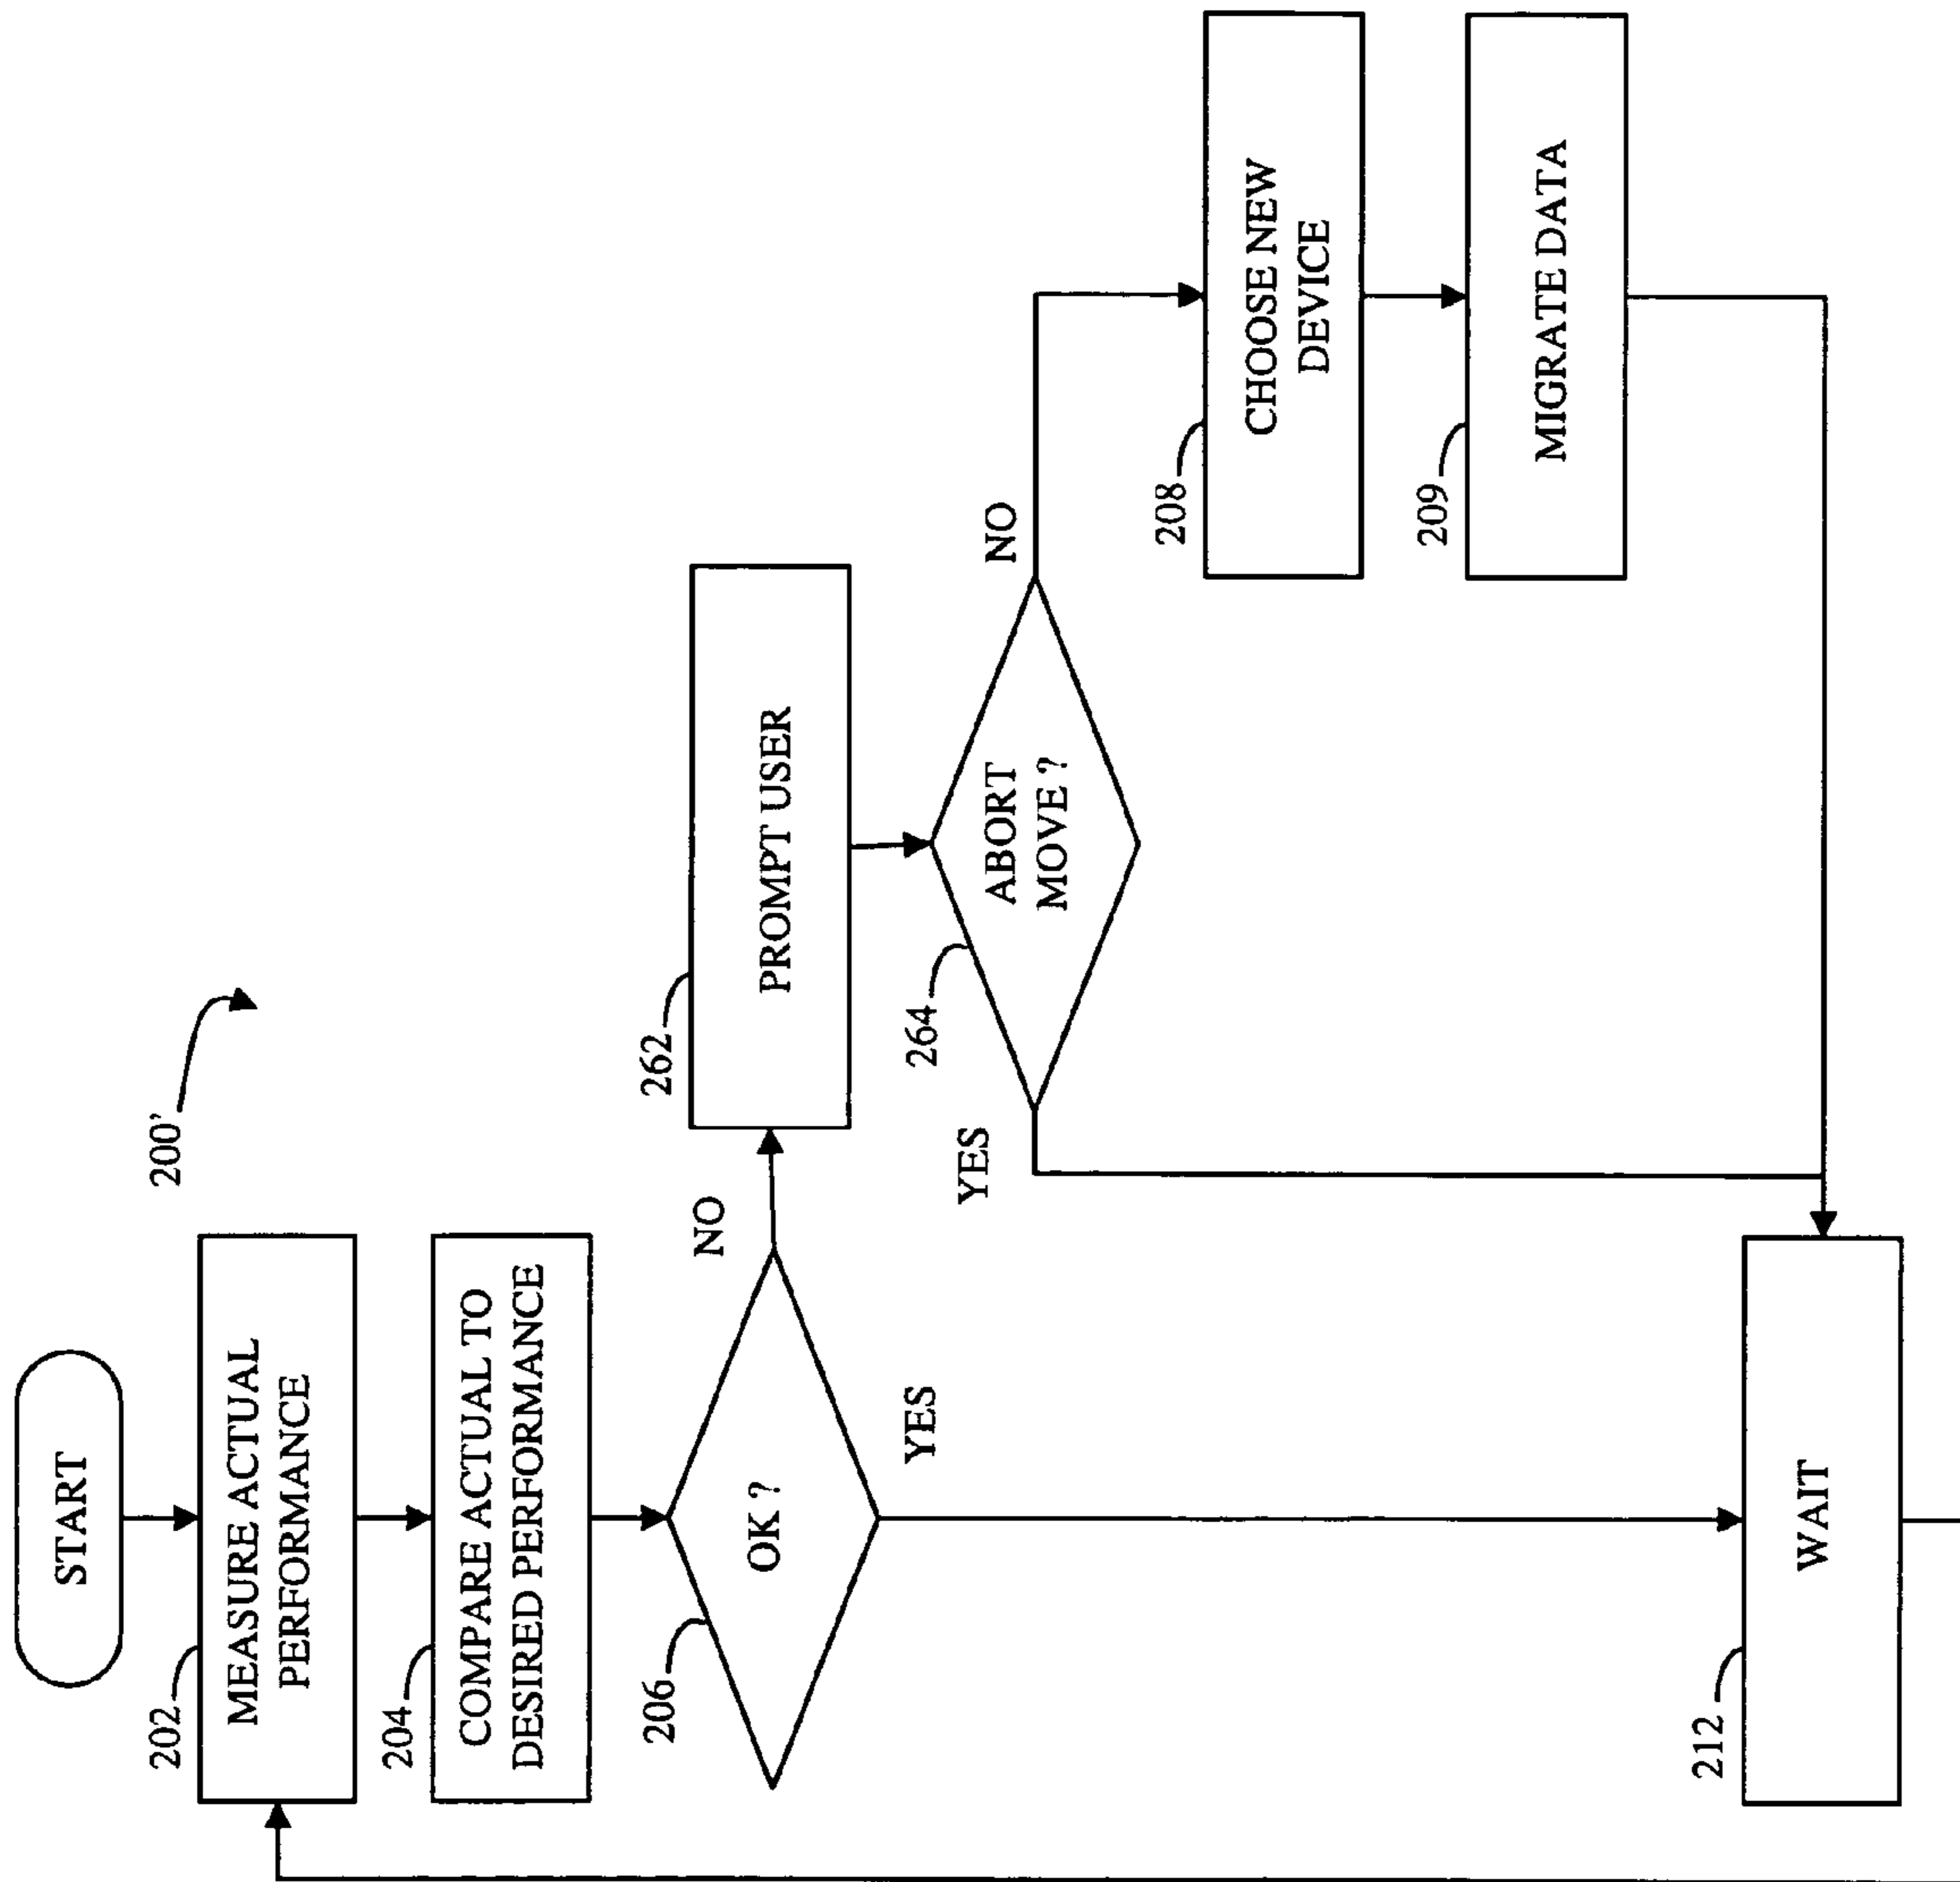 200'
START
202
MEASURE ACTUAL
PERFORMANCE
204
COMPARE ACTUAL TO
DESIRED PERFORMANCE
206
OK ?
NO
YES
262
PROMPT USER
264
ABORT
MOVE ?
YES
NO
208
CHOOSE NEW
DEVICE
209
MIGRATE DATA
212
WAIT